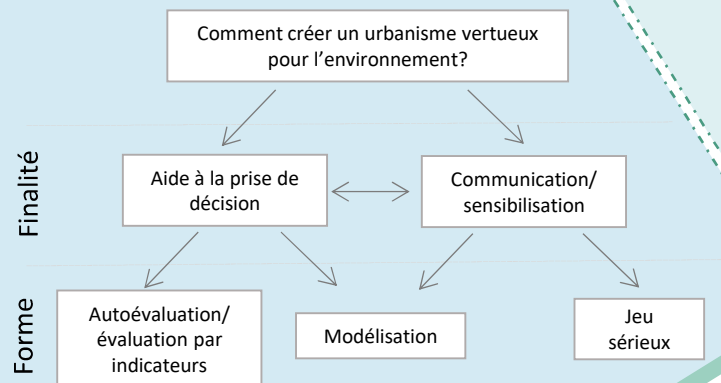 Comment créer un urbanisme vertueux
pour l’environnement?
Finalité
Aide à la prise de
décision
Communication/
sensibilisation
Forme
Autoévaluation/
évaluation par
indicateurs
Modélisation
Jeu
sérieux